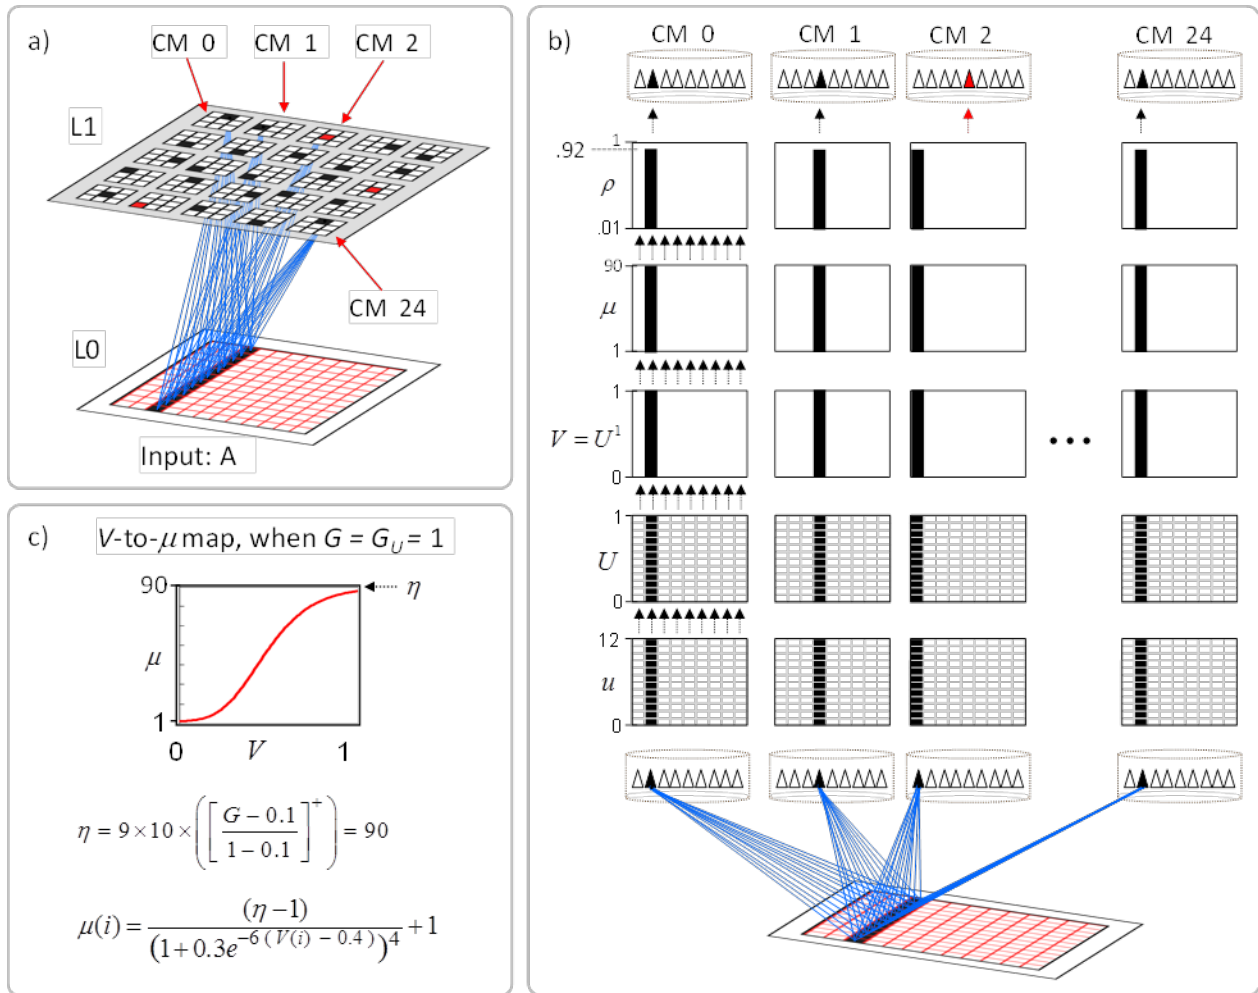 a)
CM 0
CM 1
CM 2
L1
CM 24
L0
Input: A
b)
CM 0
CM 1
CM 2
CM 24
1
.92
ρ
.01
90
μ
1
1
V = U¹
0
• • •
1
U
0
12
u
0
c)
V-to-μ map, when G = G_U = 1
90
η
μ
1
0
V
1
η = 9 × 10 × ([ (G − 0.1) / (1 − 0.1) ]⁺) = 90
μ(i) = (η − 1) / (1 + 0.3e^(−6(V(i) − 0.4)))⁴ + 1